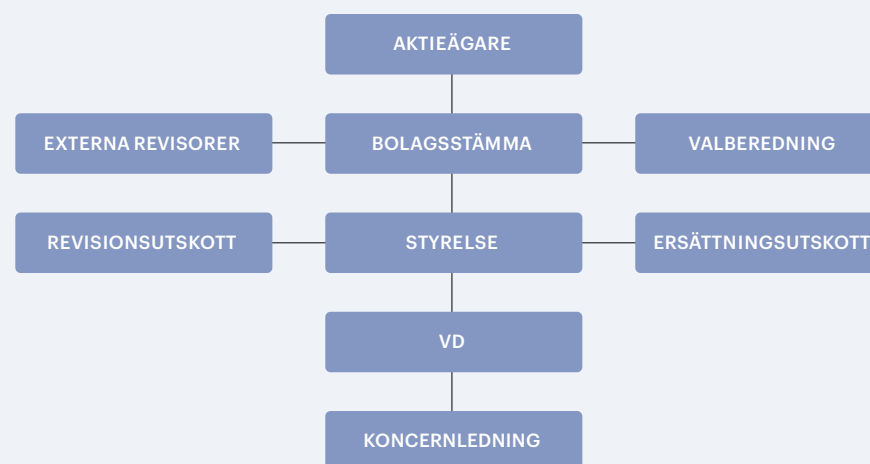 AKTIEÄGARE
EXTERNA REVISORER
BOLAGSSTÄMMA
VALBEREDNING
REVISIONSUTSKOTT
STYRELSE
ERSÄTTNINGSUTSKOTT
VD
KONCERNLEDNING